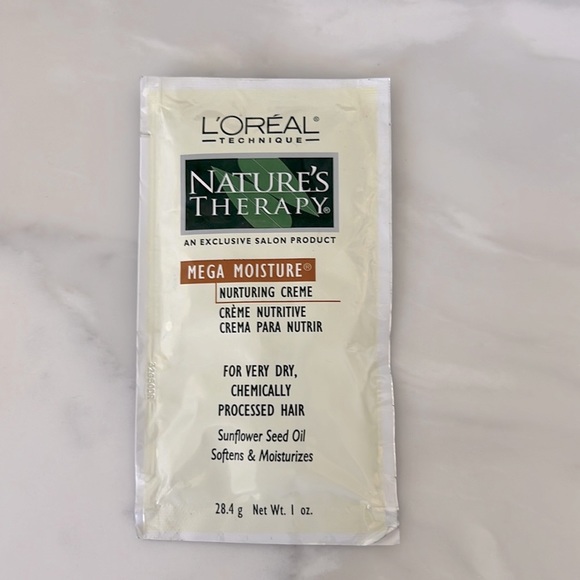 L'ORÉAL®
TECHNIQUE
NATURE'S
THERAPY®
AN EXCLUSIVE SALON PRODUCT
MEGA MOISTURE®
NURTURING CREME
CRÈME NUTRITIVE
CREMA PARA NUTRIR
FOR VERY DRY,
CHEMICALLY
PROCESSED HAIR
Sunflower Seed Oil
Softens & Moisturizes
28.4 g Net Wt. 1 oz.